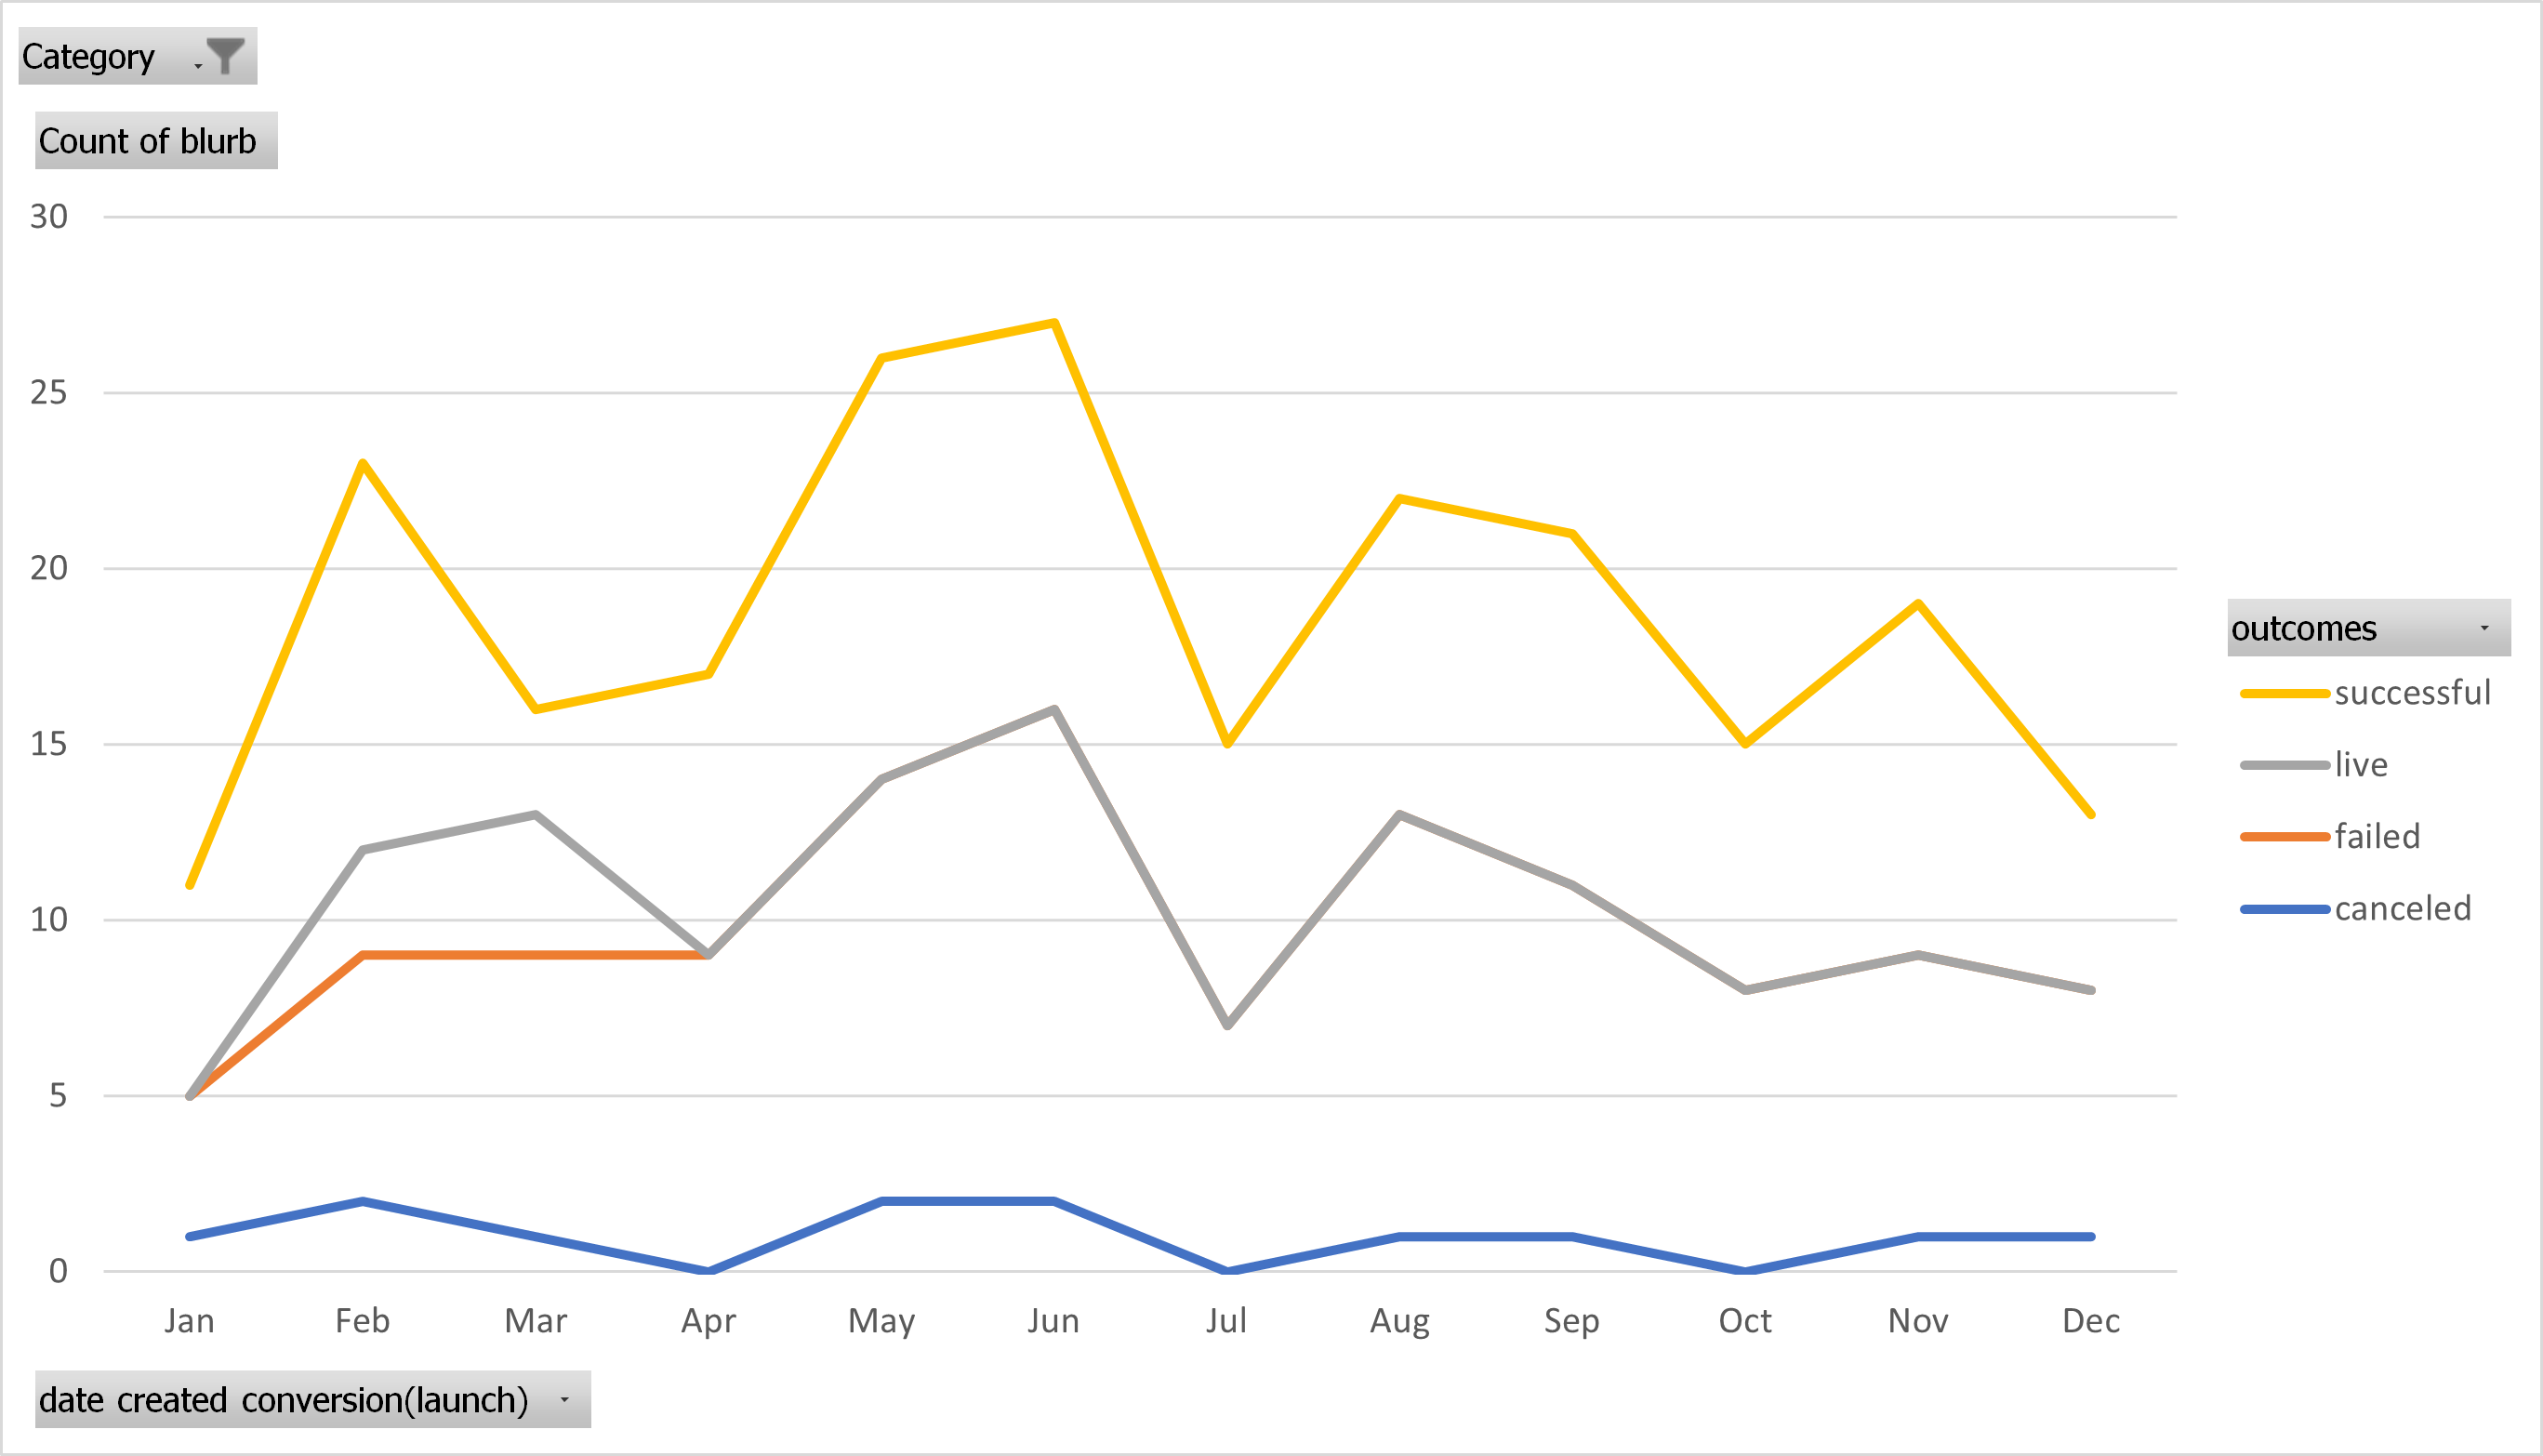 Category
Count of blurb
30
25
20
15
10
5
0
Jan Feb Mar Apr May Jun Jul Aug Sep Oct Nov Dec
date created conversion(launch)
outcomes
successful
live
failed
canceled